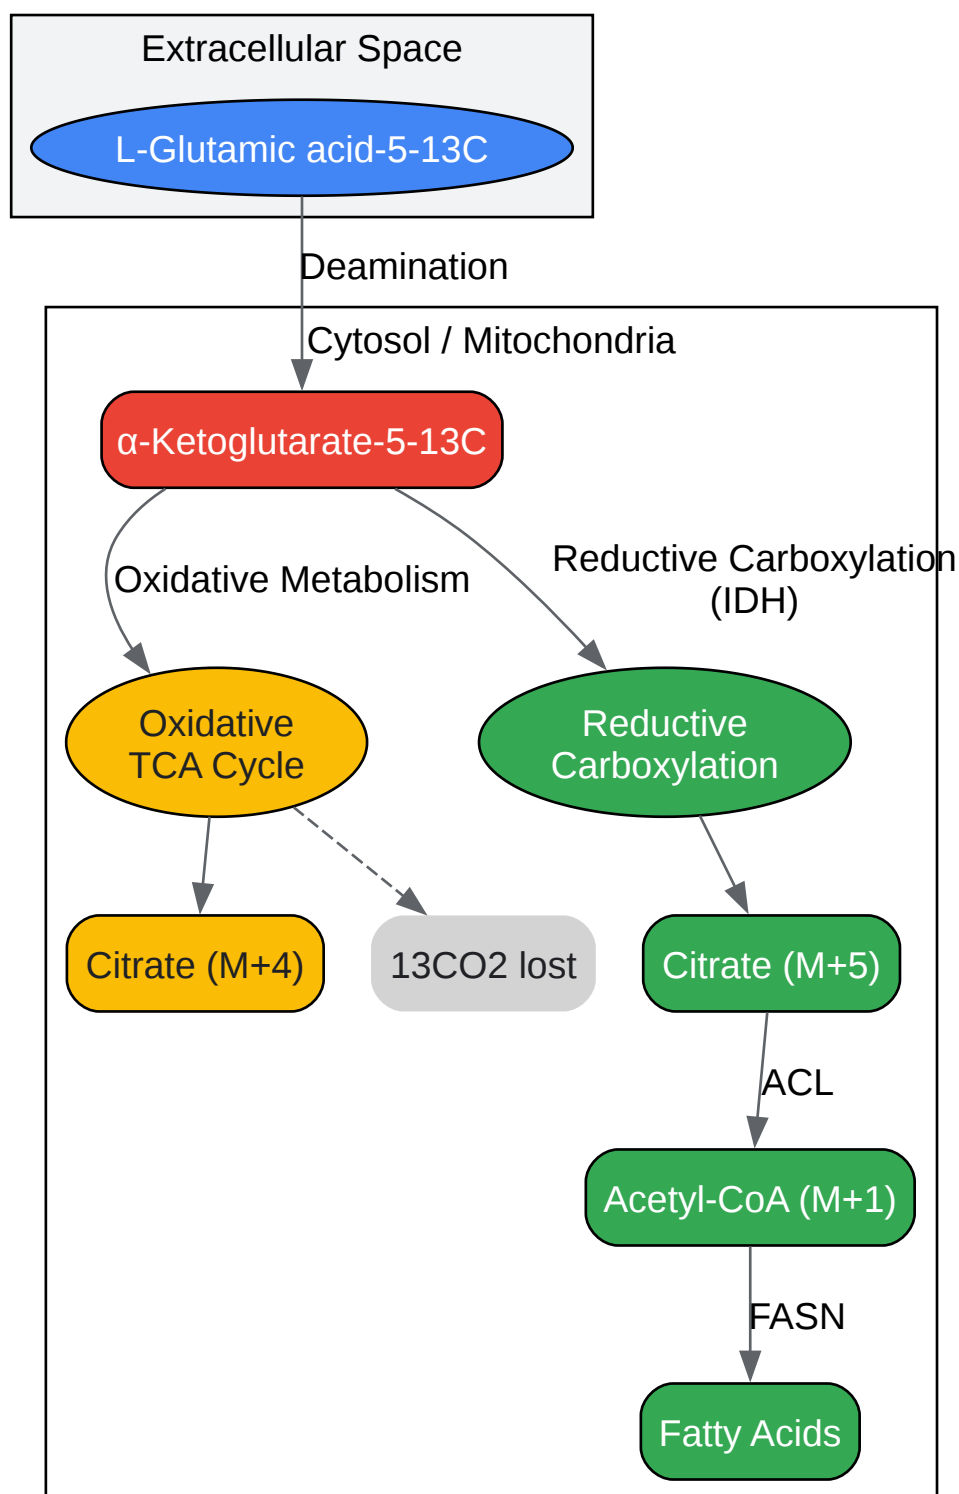 Extracellular Space
L-Glutamic acid-5-13C
Deamination
Cytosol / Mitochondria
α-Ketoglutarate-5-13C
Oxidative Metabolism
Reductive Carboxylation
(IDH)
Oxidative
TCA Cycle
Reductive
Carboxylation
Citrate (M+4)
13CO2 lost
Citrate (M+5)
ACL
Acetyl-CoA (M+1)
FASN
Fatty Acids